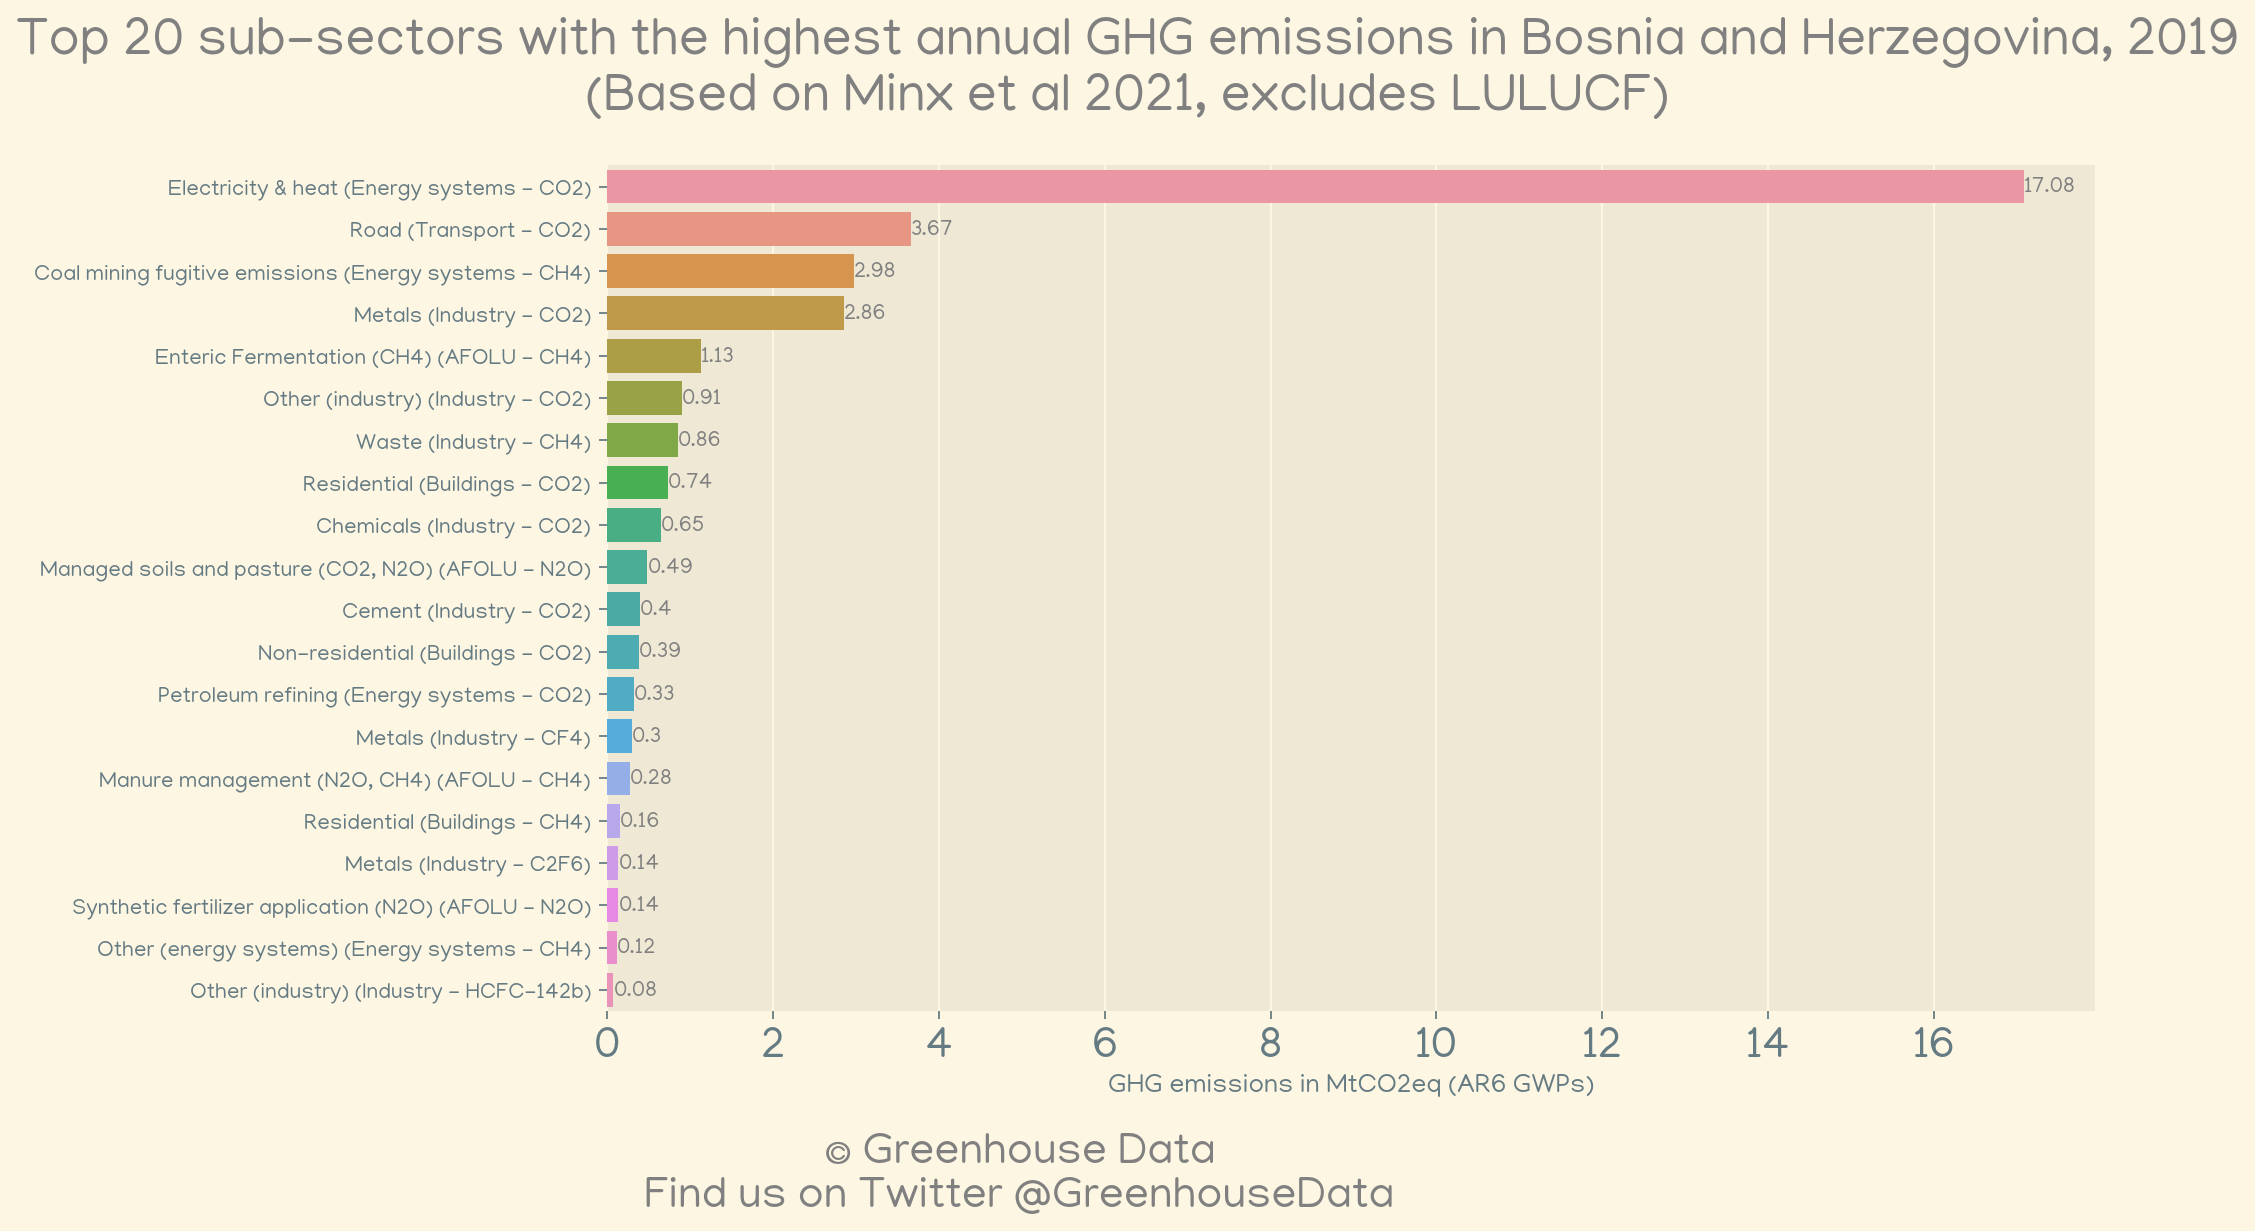 Top 20 sub-sectors with the highest annual GHG emissions in Bosnia and Herzegovina, 2019
(Based on Minx et al 2021, excludes LULUCF)
Electricity & heat (Energy systems - CO2) 17.08
Road (Transport - CO2) 3.67
Coal mining fugitive emissions (Energy systems - CH4) 2.98
Metals (Industry - CO2) 2.86
Enteric Fermentation (CH4) (AFOLU - CH4) 1.13
Other (industry) (Industry - CO2) 0.91
Waste (Industry - CH4) 0.86
Residential (Buildings - CO2) 0.74
Chemicals (Industry - CO2) 0.65
Managed soils and pasture (CO2, N2O) (AFOLU - N2O) 0.49
Cement (Industry - CO2) 0.4
Non-residential (Buildings - CO2) 0.39
Petroleum refining (Energy systems - CO2) 0.33
Metals (Industry - CF4) 0.3
Manure management (N2O, CH4) (AFOLU - CH4) 0.28
Residential (Buildings - CH4) 0.16
Metals (Industry - C2F6) 0.14
Synthetic fertilizer application (N2O) (AFOLU - N2O) 0.14
Other (energy systems) (Energy systems - CH4) 0.12
Other (industry) (Industry - HCFC-142b) 0.08
0 2 4 6 8 10 12 14 16
GHG emissions in MtCO2eq (AR6 GWPs)
© Greenhouse Data
Find us on Twitter @GreenhouseData